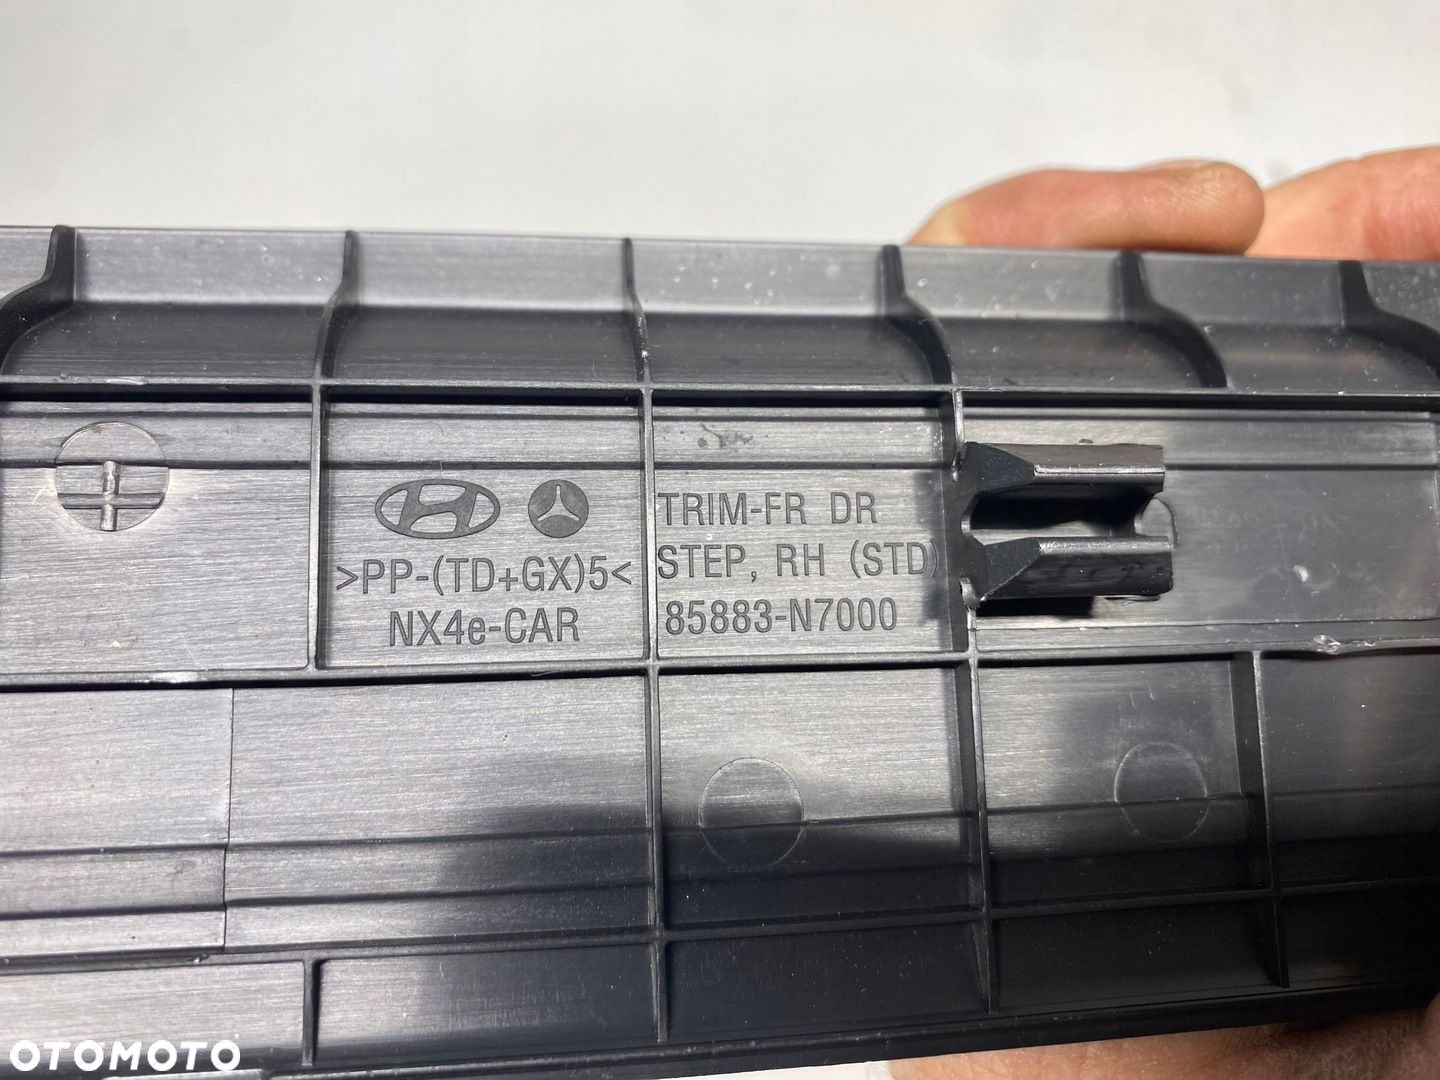 >PP-(TD+GX)5<
NX4e-CAR
TRIM-FR DR
STEP, RH (STD)
85883-N7000
OTOMOTO